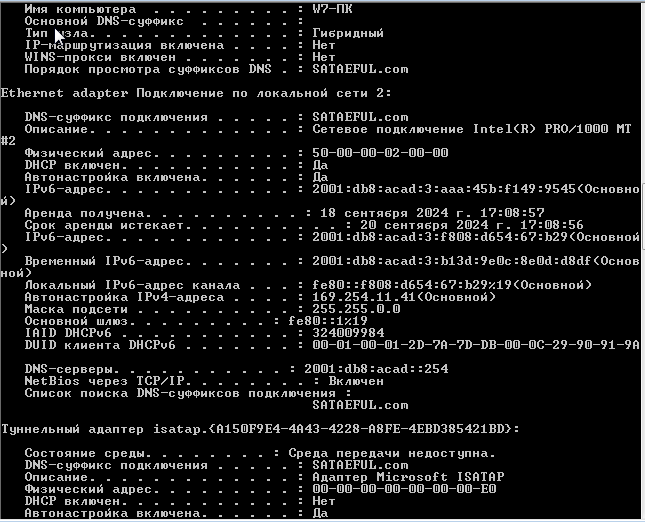 Имя компьютера . . . . . . . . . : W7-ПК
Основной DNS-суффикс . . . . . . :
Тип узла. . . . . . . . . . . . . : Гибридный
IP-маршрутизация включена . . . . : Нет
WINS-прокси включен . . . . . . . : Нет
Порядок просмотра суффиксов DNS . : SATAEFUL.com
Ethernet adapter Подключение по локальной сети 2:
DNS-суффикс подключения . . . . . : SATAEFUL.com
Описание. . . . . . . . . . . . . : Сетевое подключение Intel(R) PRO/1000 MT
#2
Физический адрес. . . . . . . . . : 50-00-00-02-00-00
DHCP включен. . . . . . . . . . . : Да
Автонастройка включена. . . . . . : Да
IPv6-адрес. . . . . . . . . . . . : 2001:db8:acad:3:aaa:45b:f149:9545(Основно
й)
Аренда получена. . . . . . . . . . : 18 сентября 2024 г. 17:08:57
Срок аренды истекает. . . . . . . . . . : 20 сентября 2024 г. 17:08:56
IPv6-адрес. . . . . . . . . . . . : 2001:db8:acad:3:f808:d654:67:b29(Основной
)
Временный IPv6-адрес. . . . . . . : 2001:db8:acad:3:b13d:9e0c:8e0d:d8df(Основ
ной)
Локальный IPv6-адрес канала . . . : fe80::f808:d654:67:b29%19(Основной)
Автонастройка IPv4-адреса . . . . : 169.254.11.41(Основной)
Маска подсети . . . . . . . . . . : 255.255.0.0
Основной шлюз. . . . . . . . . : fe80::1%19
IAID DHCPv6 . . . . . . . . . . . : 324009984
DUID клиента DHCPv6 . . . . . . . : 00-01-00-01-2D-7A-7D-DB-00-0C-29-90-91-9A
DNS-серверы. . . . . . . . . . . : 2001:db8:acad::254
NetBios через TCP/IP. . . . . . . . : Включен
Список поиска DNS-суффиксов подключения :
SATAEFUL.com
Туннельный адаптер isatap.{A150F9E4-4A43-4228-A8FE-4EBD385421BD}:
Состояние среды. . . . . . . . : Среда передачи недоступна.
DNS-суффикс подключения . . . . . : SATAEFUL.com
Описание. . . . . . . . . . . . . : Адаптер Microsoft ISATAP
Физический адрес. . . . . . . . . : 00-00-00-00-00-00-00-E0
DHCP включен. . . . . . . . . . . : Нет
Автонастройка включена. . . . . . : Да